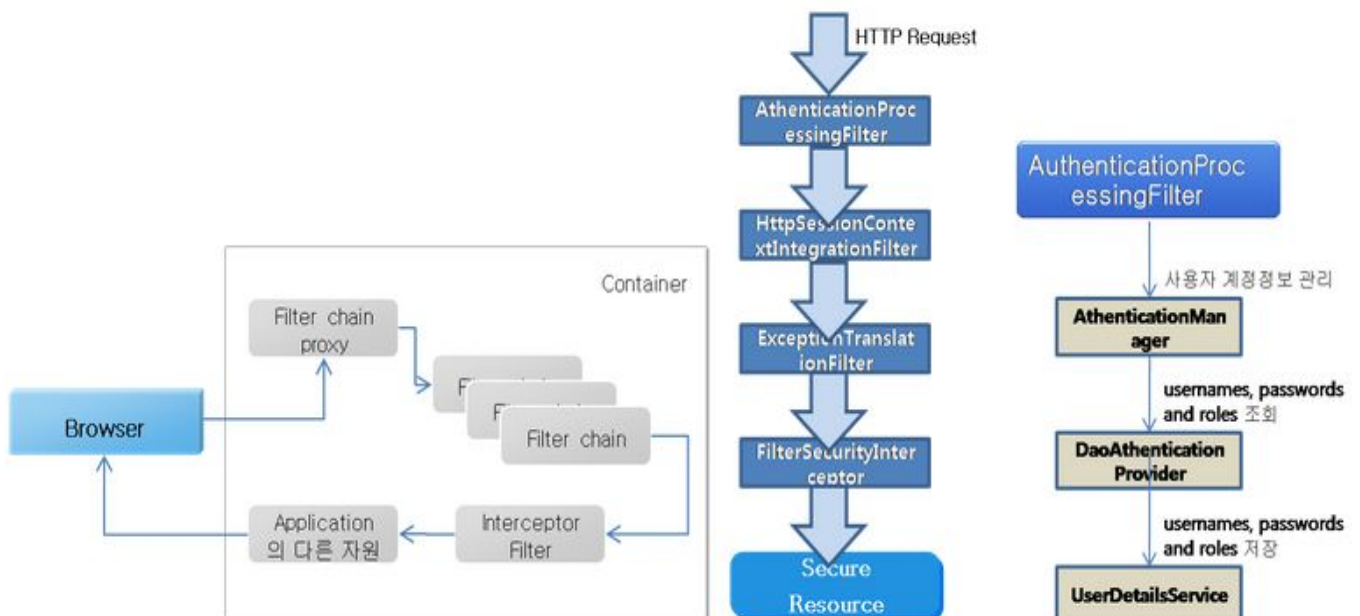 HTTP Request
AthenticationProc
essingFilter
HttpSessionConte
xtIntegrationFilter
ExceptionTranslat
ionFilter
FilterSecurityInter
ceptor
Secure
Resource
Container
Filter chain
proxy
Filter chain
Browser
Application
의 다른 자원
Interceptor
Filter
AuthenticationProc
essingFilter
사용자 계정정보 관리
AthenticationMan
ager
usernames, passwords
and roles 조회
DaoAthentication
Provider
usernames, passwords
and roles 저장
UserDetailsService